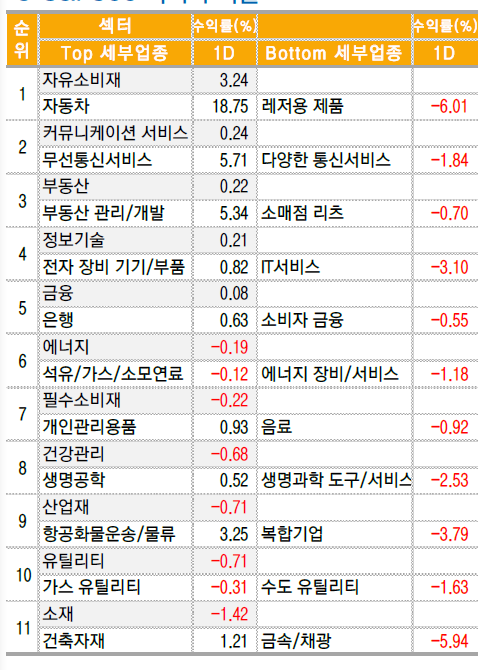 순 섹터 수익률(%) 수익률(%)
위 Top 세부업종 1D Bottom 세부업종 1D
1 자유소비재 3.24
자동차 18.75 레저용 제품 -6.01
2 커뮤니케이션 서비스 0.24
무선통신서비스 5.71 다양한 통신서비스 -1.84
3 부동산 0.22
부동산 관리/개발 5.34 소매점 리츠 -0.70
4 정보기술 0.21
전자 장비 기기/부품 0.82 IT서비스 -3.10
5 금융 0.08
은행 0.63 소비자 금융 -0.55
6 에너지 -0.19
석유/가스/소모연료 -0.12 에너지 장비/서비스 -1.18
7 필수소비재 -0.22
개인관리용품 0.93 음료 -0.92
8 건강관리 -0.68
생명공학 0.52 생명과학 도구/서비스 -2.53
9 산업재 -0.71
항공화물운송/물류 3.25 복합기업 -3.79
10 유틸리티 -0.71
가스 유틸리티 -0.31 수도 유틸리티 -1.63
11 소재 -1.42
건축자재 1.21 금속/채광 -5.94